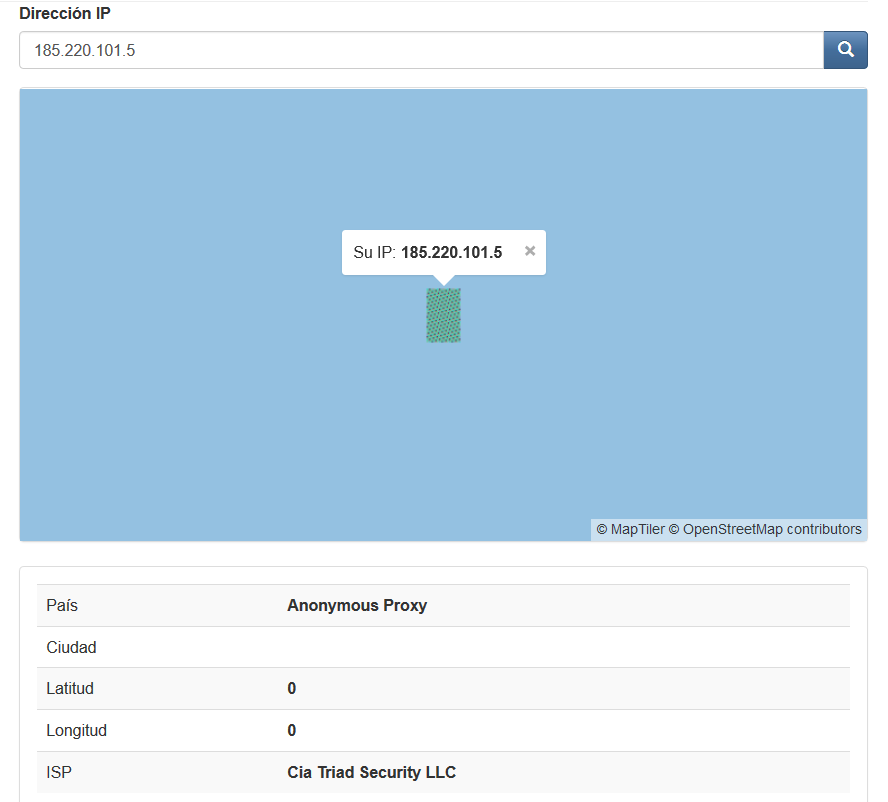 Dirección IP
185.220.101.5
Su IP: 185.220.101.5 ×
© MapTiler © OpenStreetMap contributors
País Anonymous Proxy
Ciudad
Latitud 0
Longitud 0
ISP Cia Triad Security LLC